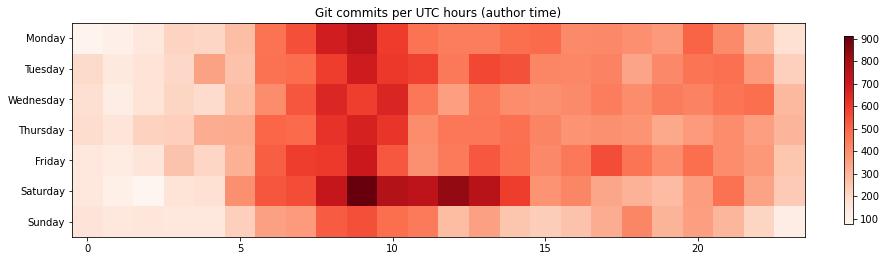 Git commits per UTC hours (author time)
Monday
Tuesday
Wednesday
Thursday
Friday
Saturday
Sunday
0 5 10 15 20
900
800
700
600
500
400
300
200
100